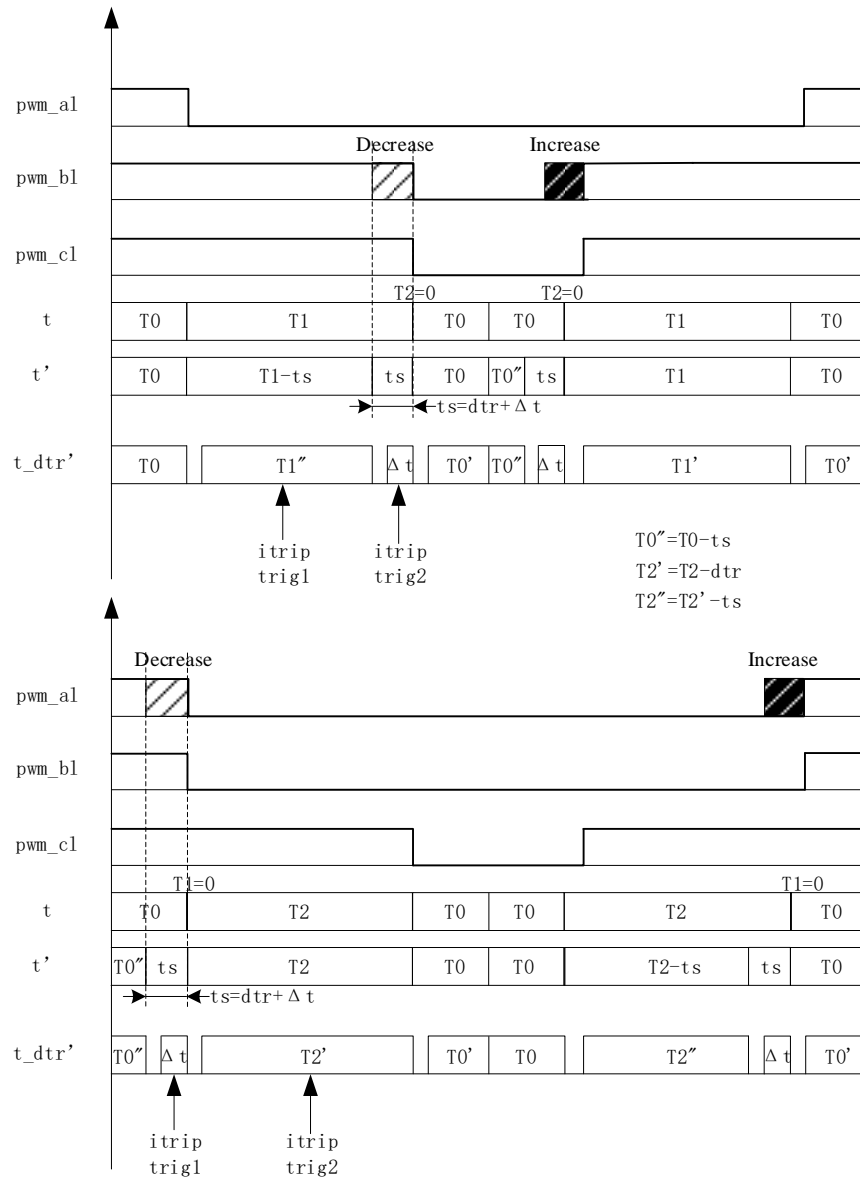 pwm_al
Decrease Increase
pwm_bl
pwm_cl
T2=0 T2=0
t T0 T1 T0 T0 T1 T0
t’ T0 T1-ts ts T0 T0″ ts T1 T0
ts=dtr+Δt
t_dtr’ T0 T1″ Δt T0’ T0″ Δt T1’ T0’
itrip itrip
trig1 trig2
T0″=T0-ts
T2’=T2-dtr
T2″=T2’-ts
Decrease Increase
pwm_al
pwm_bl
pwm_cl
T1=0 T1=0
t T0 T2 T0 T0 T2 T0
t’ T0″ ts T2 T0 T0 T2-ts ts T0
ts=dtr+Δt
t_dtr’ T0″ Δt T2’ T0’ T0 T2″ Δt T0’
itrip itrip
trig1 trig2